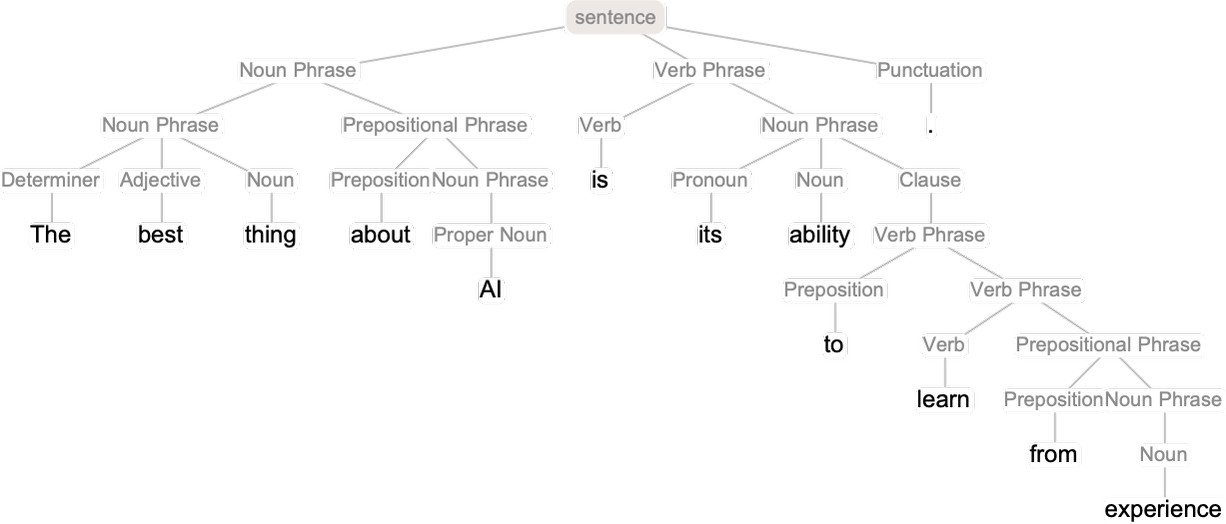 sentence
Noun Phrase Verb Phrase Punctuation
Noun Phrase Prepositional Phrase Verb Noun Phrase .
Determiner Adjective Noun Preposition Noun Phrase is Pronoun Noun Clause
The best thing about Proper Noun its ability Verb Phrase
AI Preposition Verb Phrase
to Verb Prepositional Phrase
learn Preposition Noun Phrase
from Noun
experience